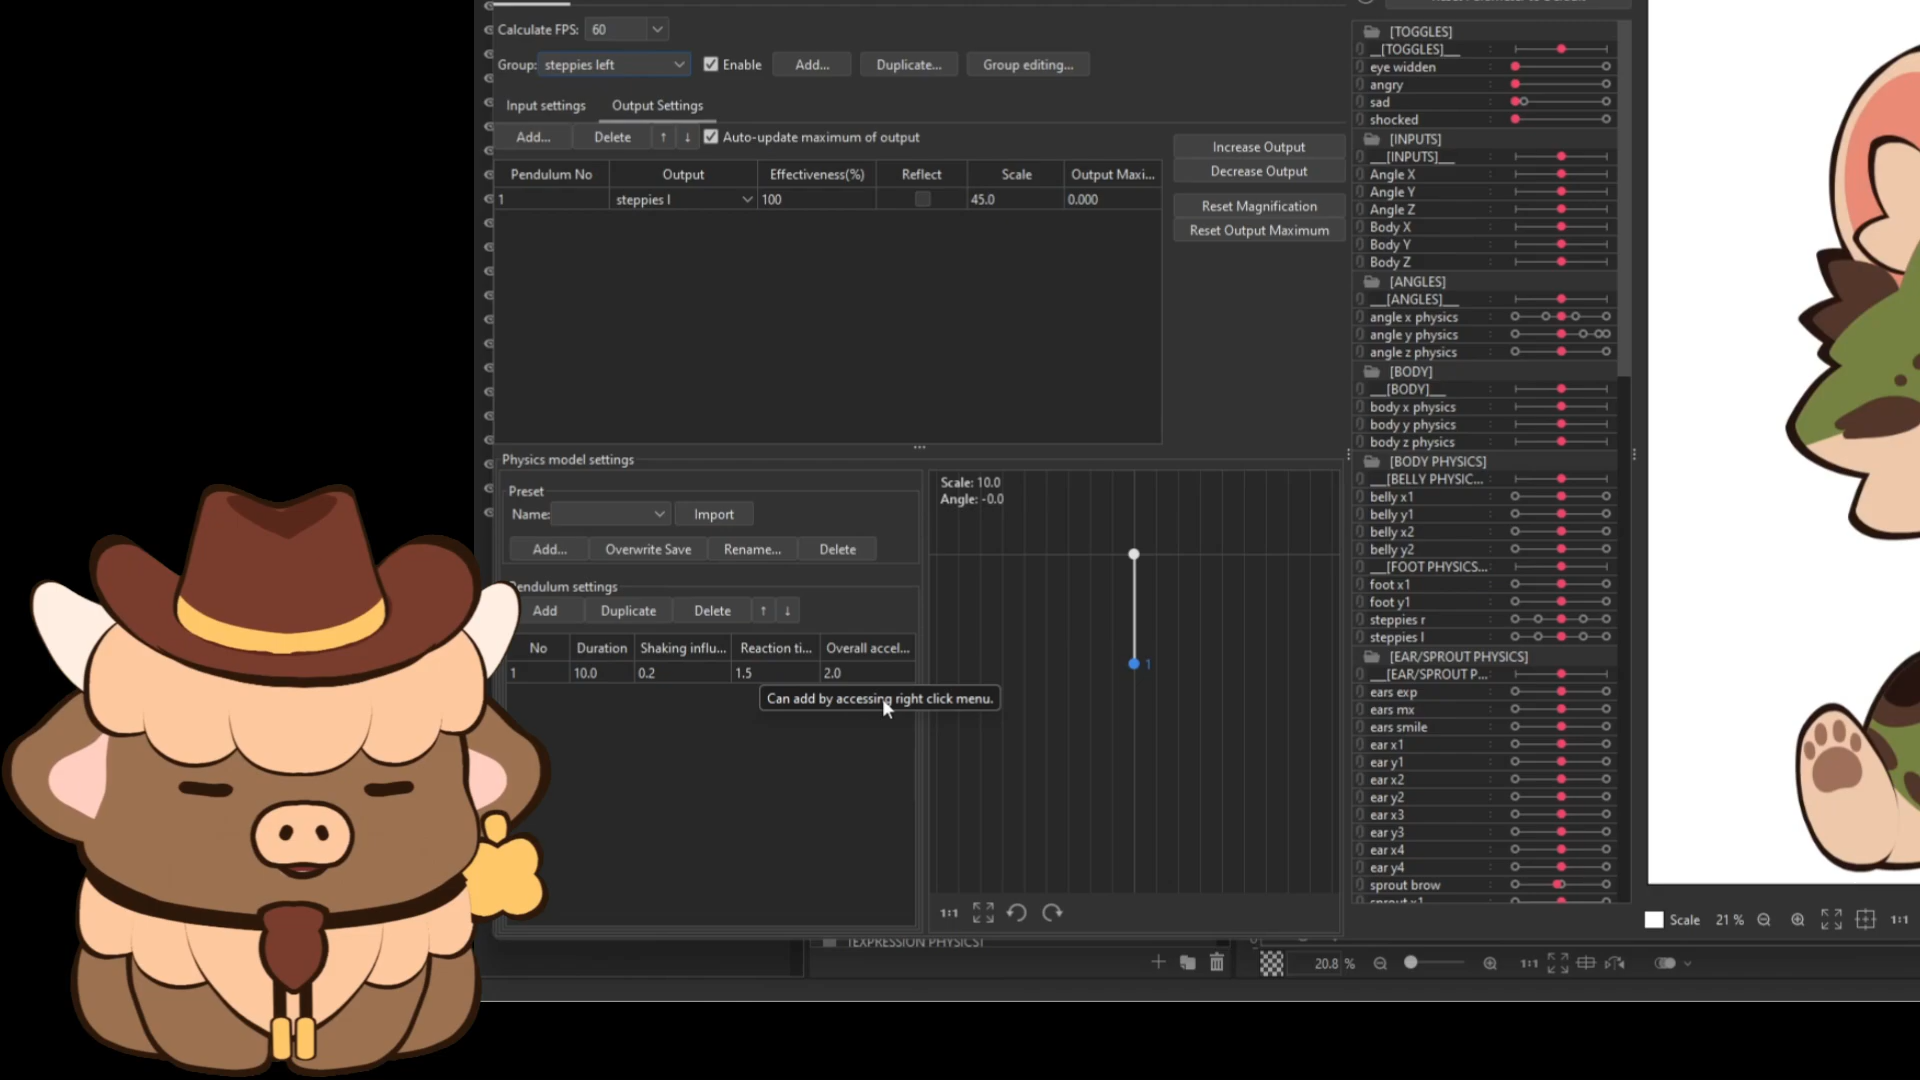 Calculate FPS: 60
Group: steppies left Enable Add... Duplicate... Group editing...
Input settings Output Settings
Add... Delete ↑ ↓ Auto-update maximum of output
Increase Output
Decrease Output
Reset Magnification
Reset Output Maximum
Pendulum No Output Effectiveness(%) Reflect Scale Output Maxi...
1 steppies l 100 45.0 0.000
Physics model settings
Preset
Name: Import
Add... Overwrite Save Rename... Delete
Pendulum settings
Add Duplicate Delete ↑ ↓
No Duration Shaking influ... Reaction ti... Overall accel...
1 10.0 0.2 1.5 2.0
Can add by accessing right click menu.
Scale: 10.0
Angle: -0.0
1
1:1
[TOGGLES]
__[TOGGLES]__
eye widden
angry
sad
shocked
[INPUTS]
__[INPUTS]__
Angle X
Angle Y
Angle Z
Body X
Body Y
Body Z
[ANGLES]
__[ANGLES]__
angle x physics
angle y physics
angle z physics
[BODY]
__[BODY]__
body x physics
body y physics
body z physics
[BODY PHYSICS]
__[BELLY PHYSIC...
belly x1
belly y1
belly x2
belly y2
__[FOOT PHYSICS...
foot x1
foot y1
steppies r
steppies l
[EAR/SPROUT PHYSICS]
__[EAR/SPROUT P...
ears exp
ears mx
ears smile
ear x1
ear y1
ear x2
ear y2
ear x3
ear y3
ear x4
ear y4
sprout brow
sprout x1
Scale 21 % 1:1
[EXPRESSION PHYSICS]
20.8 % 1:1